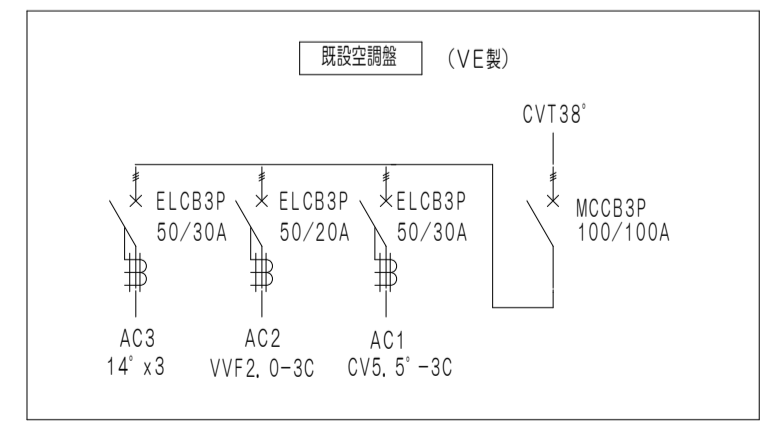 既設空調盤 (VE製)
CVT38°
ELCB3P
50/30A
ELCB3P
50/20A
ELCB3P
50/30A
MCCB3P
100/100A
AC3
14°x3
AC2
VVF2.0-3C
AC1
CV5.5°-3C